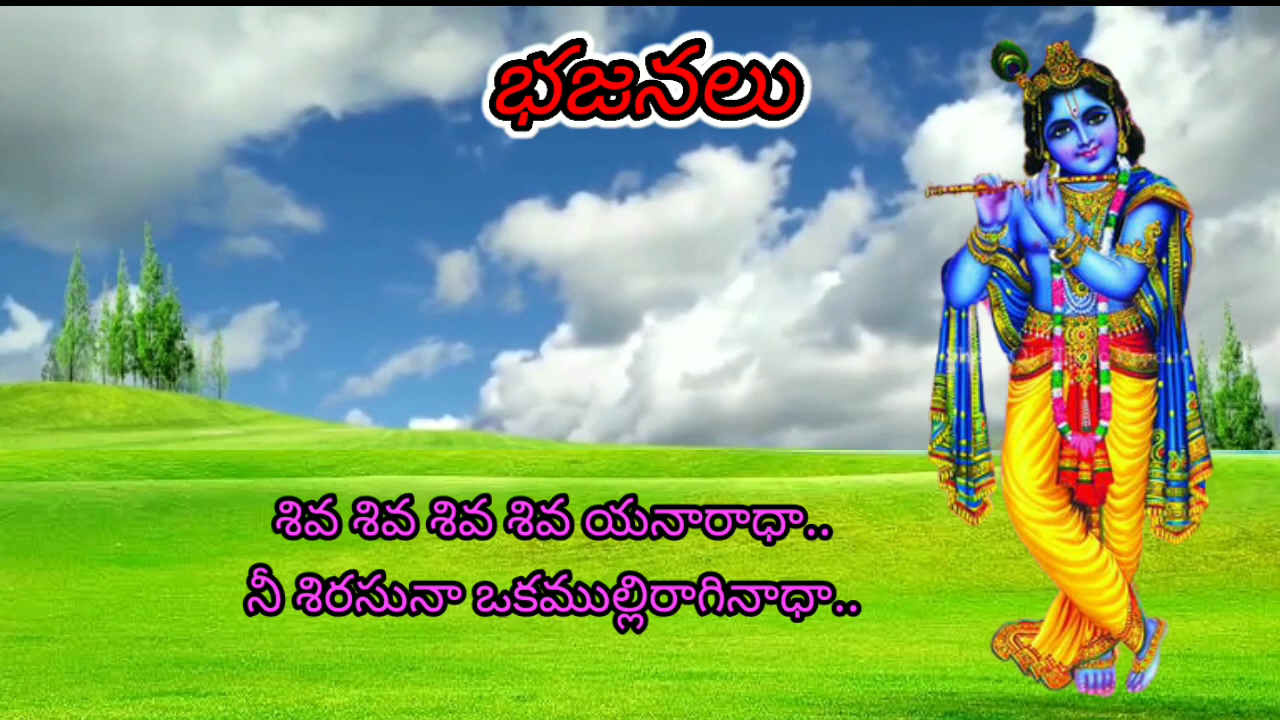 భజనలు
శివ శివ శివ శివ యనారాధా..
నీ శిరసునా ఒకముల్లిరాగినాధా..